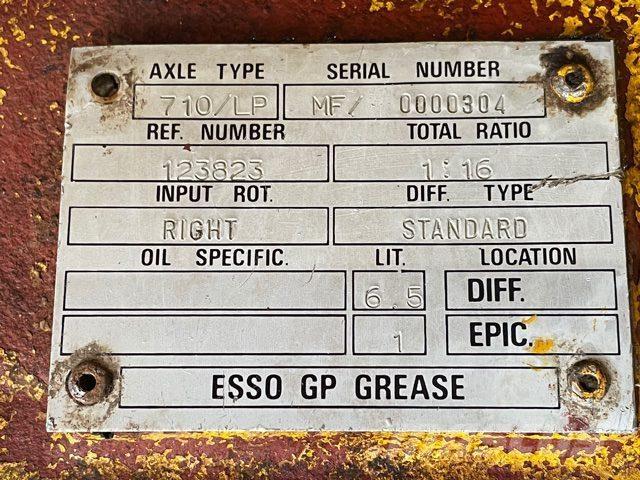 AXLE TYPE SERIAL NUMBER
710/LP MF/ 0000304
REF. NUMBER TOTAL RATIO
123823 1:16
INPUT ROT. DIFF. TYPE
RIGHT STANDARD
OIL SPECIFIC. LIT. LOCATION
6.5 DIFF.
1 EPIC.
ESSO GP GREASE